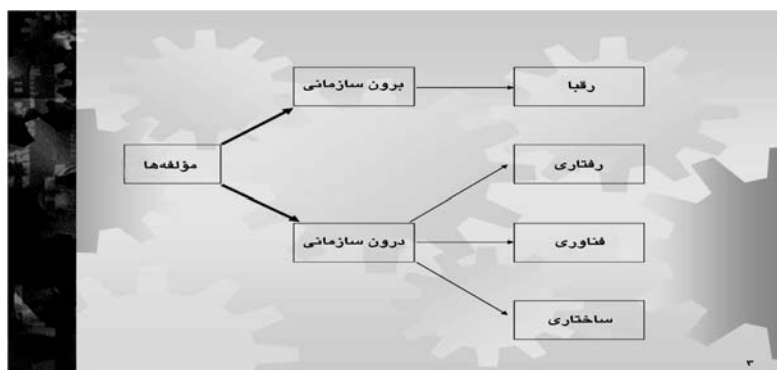 برون سازمانی
رقبا
مؤلفه‌ها
رفتاری
درون سازمانی
فناوری
ساختاری
۳